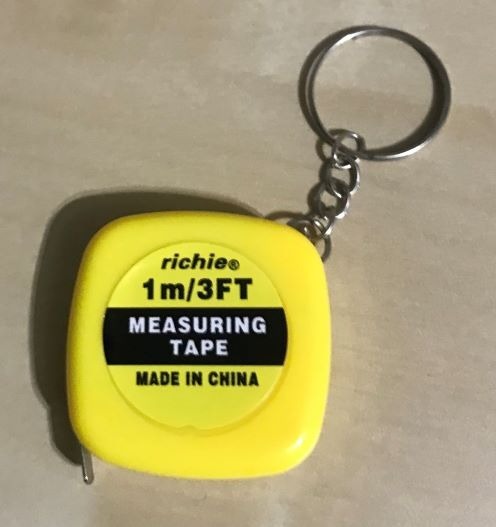 richie®
1m/3FT
MEASURING
TAPE
MADE IN CHINA